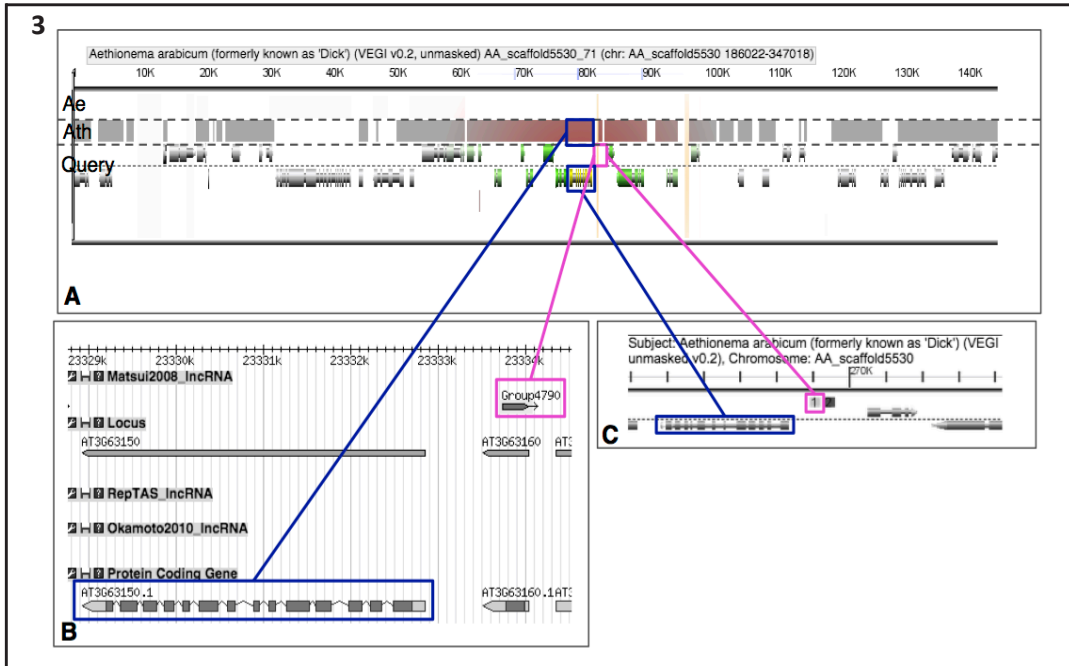 3
Aethionema arabicum (formerly known as 'Dick') (VEGI v0.2, unmasked) AA_scaffold5530_71 (chr: AA_scaffold5530 186022-347018)
10K 20K 30K 40K 50K 60K 70K 80K 90K 100K 110K 120K 130K 140K
Ae
Ath
Query
A
23329k 23330k 23331k 23332k 23333k 23334k
Matsui2008_lncRNA
Group4790
Locus
AT3G63150 AT3G63160
RepTAS_lncRNA
Okamoto2010_lncRNA
Protein Coding Gene
AT3G63150.1 AT3G63160.1
B
Subject: Aethionema arabicum (formerly known as 'Dick') (VEGI
unmasked v0.2), Chromosome: AA_scaffold5530
270K
1 2
C